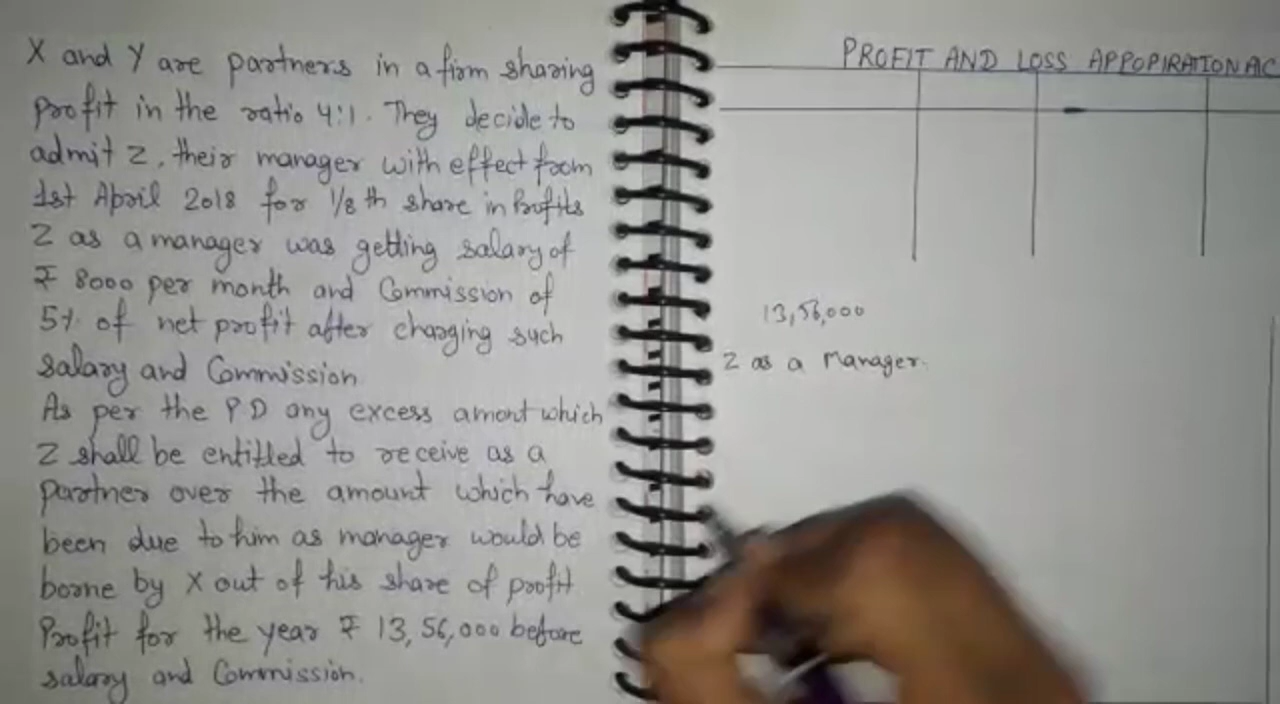 X and Y are partners in a firm sharing
profit in the ratio 4:1. They decide to
admit Z, their manager with effect from
1st April 2018 for 1/8th share in Profits
Z as a manager was getting salary of
₹ 8000 per month and Commission of
5% of net profit after charging such
salary and Commission
As per the PD any excess amont which
Z shall be entitled to receive as a
partner over the amount which have
been due to him as manager would be
borne by X out of his share of profit
Profit for the year ₹ 13,56,000 before
salary and Commission.
PROFIT AND LOSS APPOPIRATION A/C
13,56,000
Z as a Manager.